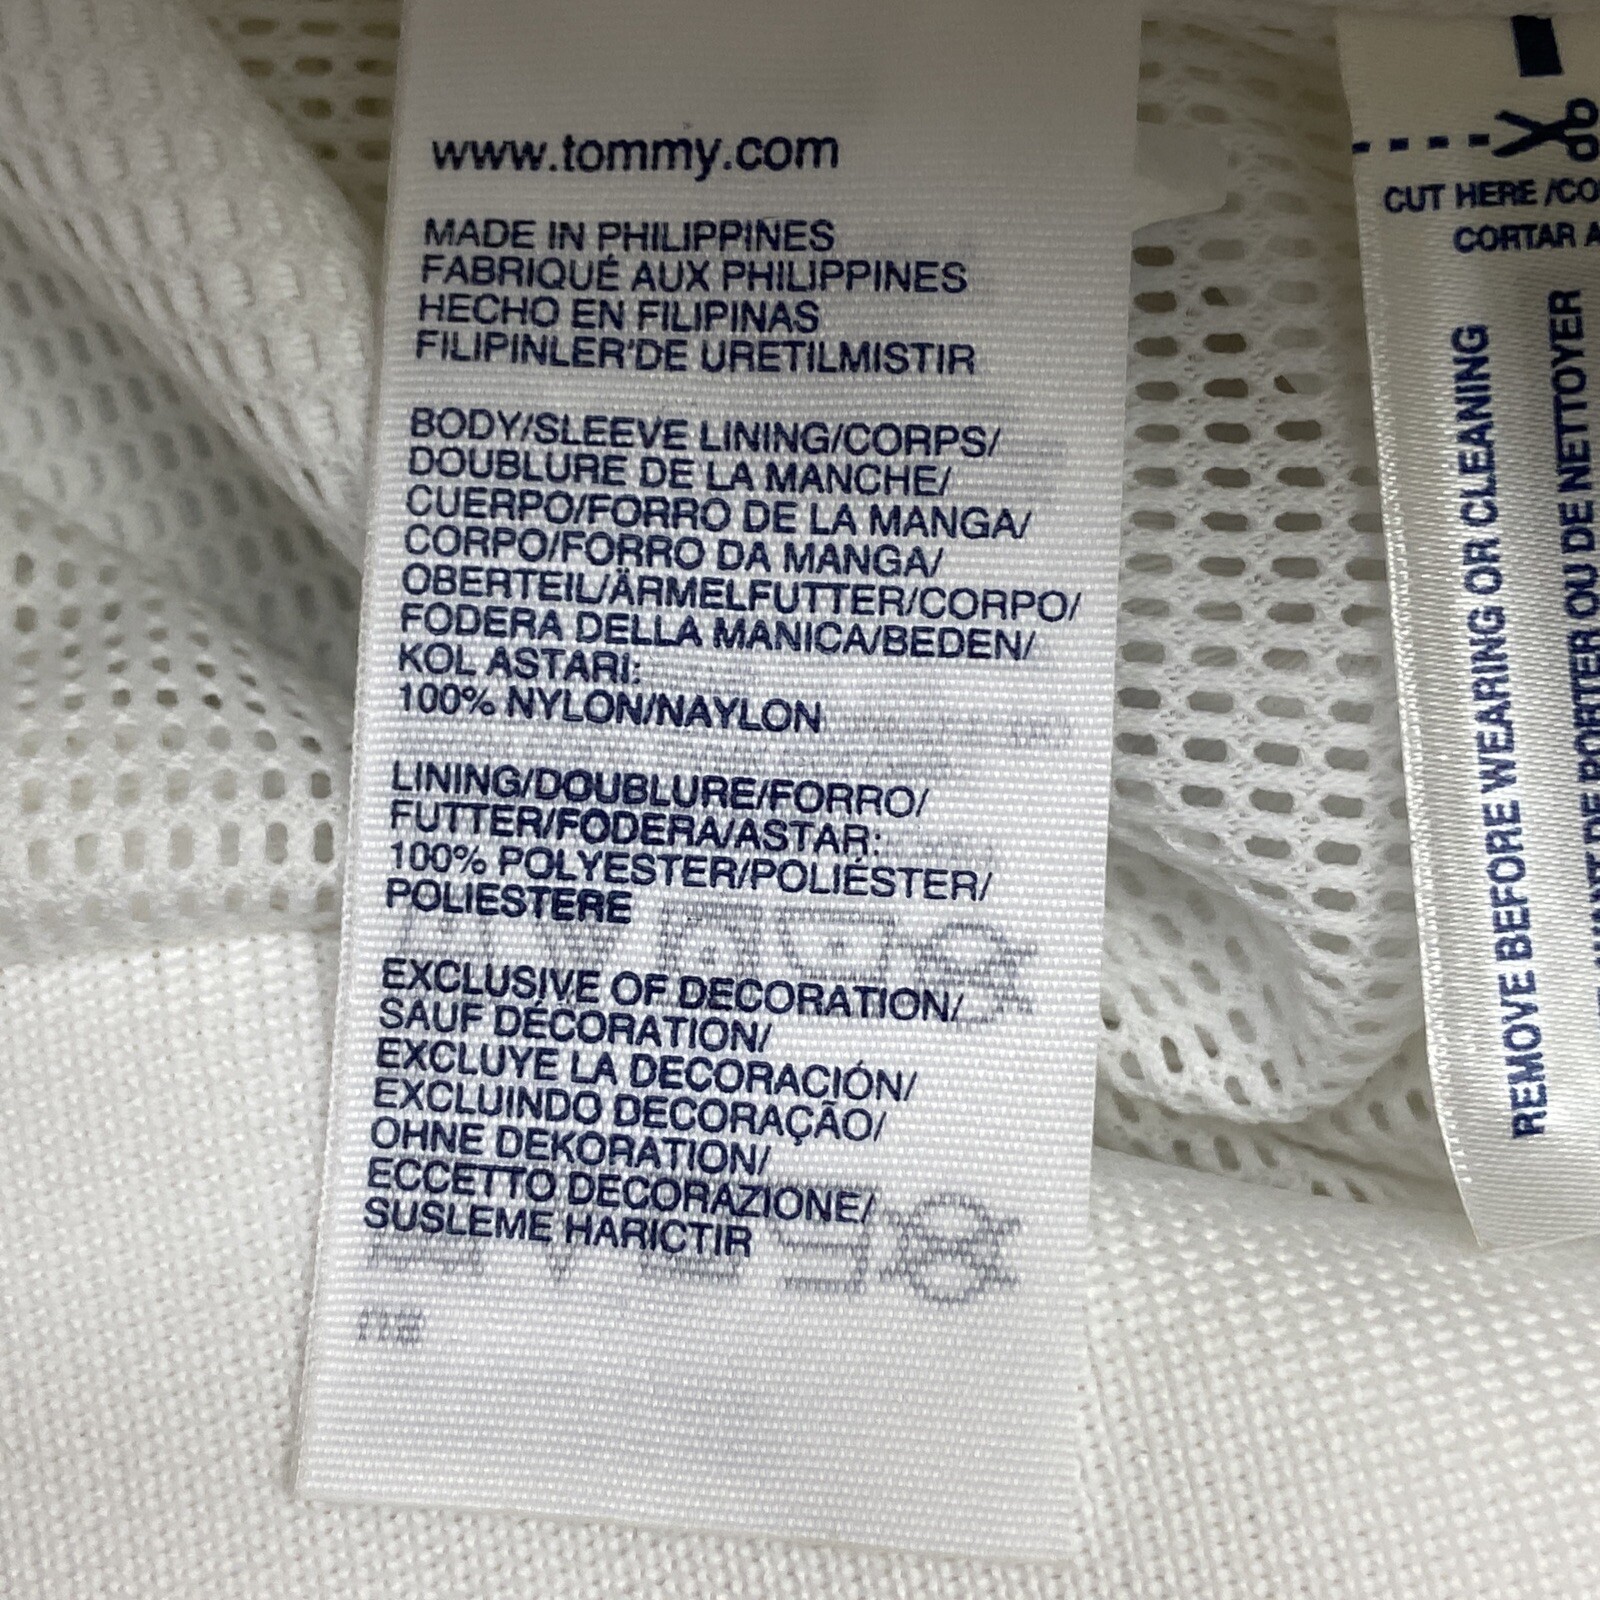 www.tommy.com
MADE IN PHILIPPINES
FABRIQUÉ AUX PHILIPPINES
HECHO EN FILIPINAS
FILIPINLER'DE URETILMISTIR
BODY/SLEEVE LINING/CORPS/
DOUBLURE DE LA MANCHE/
CUERPO/FORRO DE LA MANGA/
CORPO/FORRO DA MANGA/
OBERTEIL/ÄRMELFUTTER/CORPO/
FODERA DELLA MANICA/BEDEN/
KOL ASTARI:
100% NYLON/NAYLON
LINING/DOUBLURE/FORRO/
FUTTER/FODERA/ASTAR:
100% POLYESTER/POLIÉSTER/
POLIESTERE
EXCLUSIVE OF DECORATION/
SAUF DÉCORATION/
EXCLUYE LA DECORACIÓN/
EXCLUINDO DECORAÇÃO/
OHNE DEKORATION/
ECCETTO DECORAZIONE/
SUSLEME HARICTIR
CUT HERE /CO
CORTAR A
REMOVE BEFORE WEARING OR CLEANING
DE PORTER OU DE NETTOYER